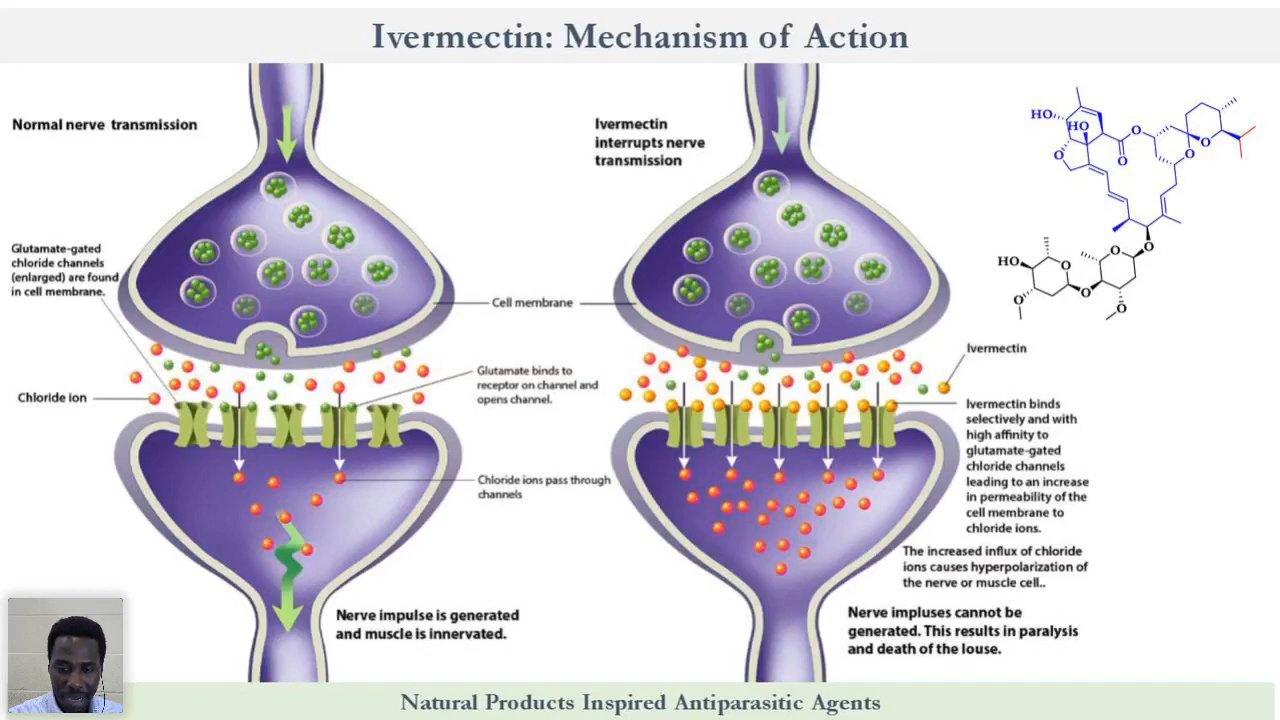 Ivermectin: Mechanism of Action
Normal nerve transmission
Glutamate-gated
chloride channels
(enlarged) are found
in cell membrane.
Chloride ion
Cell membrane
Glutamate binds to
receptor on channel and
opens channel.
Chloride ions pass through
channels
Nerve impulse is generated
and muscle is innervated.
Ivermectin
interrupts nerve
transmission
Ivermectin
Ivermectin binds
selectively and with
high affinity to
glutamate-gated
chloride channels
leading to an increase
in permeability of the
cell membrane to
chloride ions.
The increased influx of chloride
ions causes hyperpolarization of
the nerve or muscle cell..
Nerve impluses cannot be
generated. This results in paralysis
and death of the louse.
HO
HO
O
O
O
O
O
O
HO
O
O
O
O
O
Natural Products Inspired Antiparasitic Agents